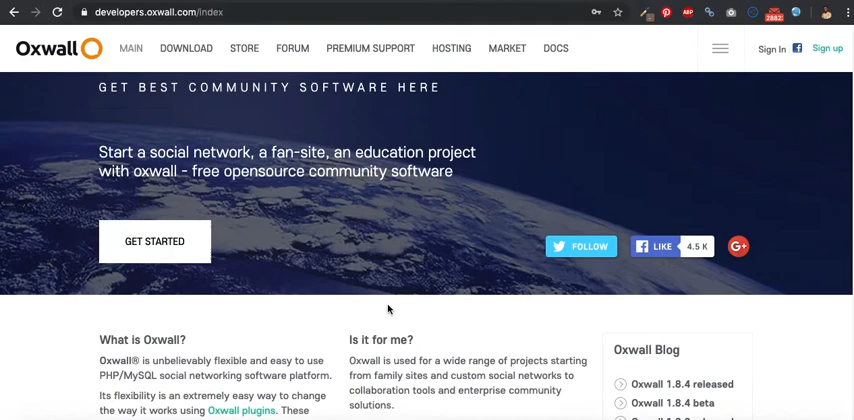 developers.oxwall.com/index
ABP
2882
Oxwall
MAIN DOWNLOAD STORE FORUM PREMIUM SUPPORT HOSTING MARKET DOCS
Sign In Sign up
GET BEST COMMUNITY SOFTWARE HERE
Start a social network, a fan-site, an education project
with oxwall - free opensource community software
GET STARTED
FOLLOW
LIKE 4.5 K
G+
What is Oxwall?
Oxwall® is unbelievably flexible and easy to use
PHP/MySQL social networking software platform.
Its flexibility is an extremely easy way to change
the way it works using Oxwall plugins. These
Is it for me?
Oxwall is used for a wide range of projects starting
from family sites and custom social networks to
collaboration tools and enterprise community
solutions.
Oxwall Blog
Oxwall 1.8.4 released
Oxwall 1.8.4 beta